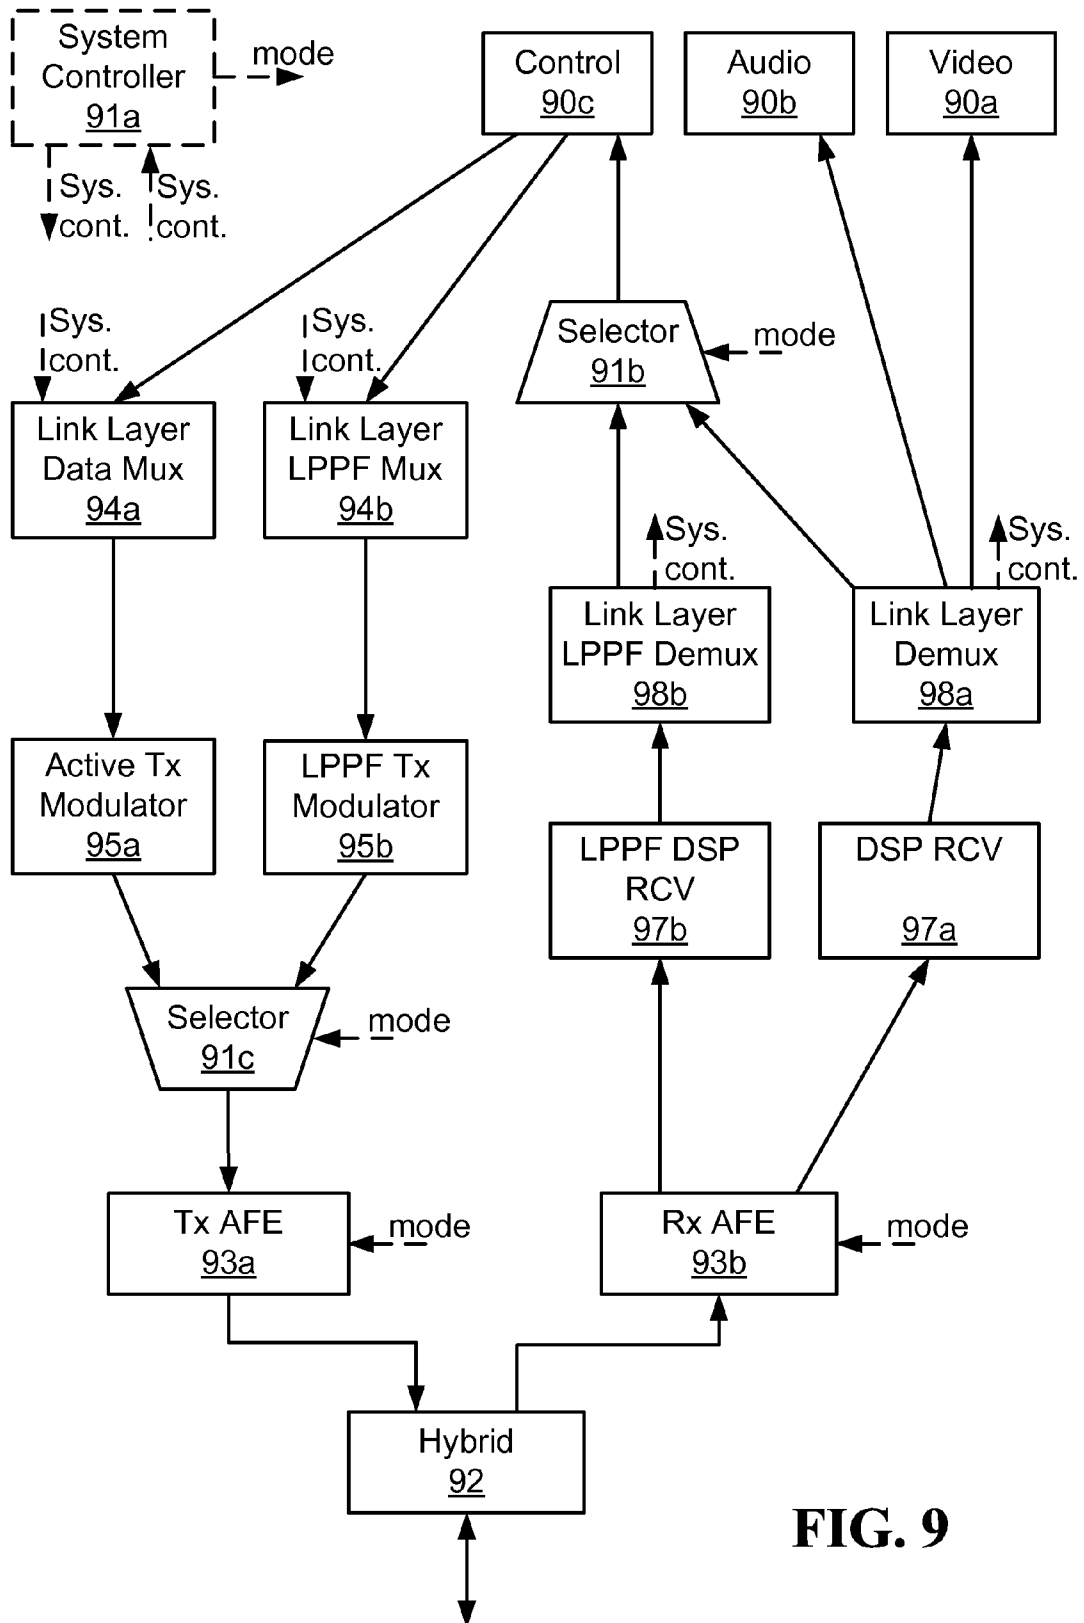 System
Controller
91a
mode
Sys.
cont.
Sys.
cont.
Control
90c
Audio
90b
Video
90a
Sys.
cont.
Sys.
cont.
Selector
91b
mode
Link Layer
Data Mux
94a
Link Layer
LPPF Mux
94b
Sys.
cont.
Sys.
cont.
Link Layer
LPPF Demux
98b
Link Layer
Demux
98a
Active Tx
Modulator
95a
LPPF Tx
Modulator
95b
LPPF DSP
RCV
97b
DSP RCV
97a
Selector
91c
mode
Tx AFE
93a
mode
Rx AFE
93b
mode
Hybrid
92
FIG. 9